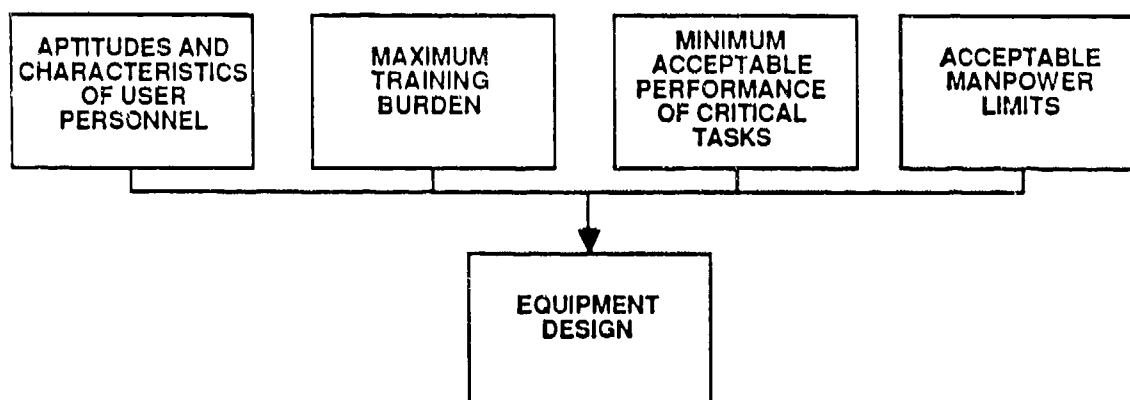 APTITUDES AND
CHARACTERISTICS
OF USER
PERSONNEL
MAXIMUM
TRAINING
BURDEN
MINIMUM
ACCEPTABLE
PERFORMANCE
OF CRITICAL
TASKS
ACCEPTABLE
MANPOWER
LIMITS
EQUIPMENT
DESIGN